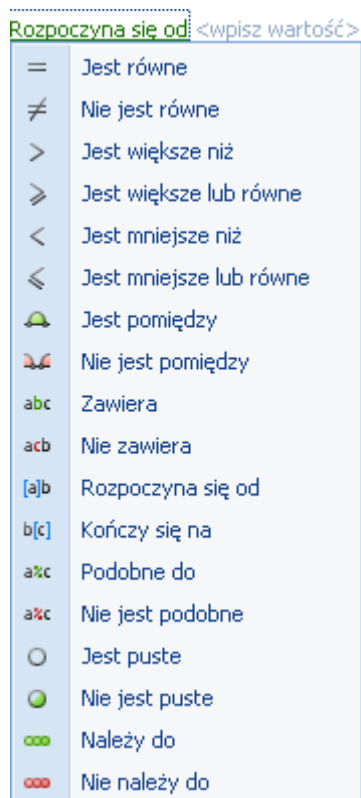 Rozpoczyna się od <wpisz wartość>
= Jest równe
≠ Nie jest równe
> Jest większe niż
⩾ Jest większe lub równe
< Jest mniejsze niż
⩽ Jest mniejsze lub równe
Jest pomiędzy
Nie jest pomiędzy
abc Zawiera
acb Nie zawiera
[a]b Rozpoczyna się od
b[c] Kończy się na
a%c Podobne do
a%c Nie jest podobne
Jest puste
Nie jest puste
Należy do
Nie należy do